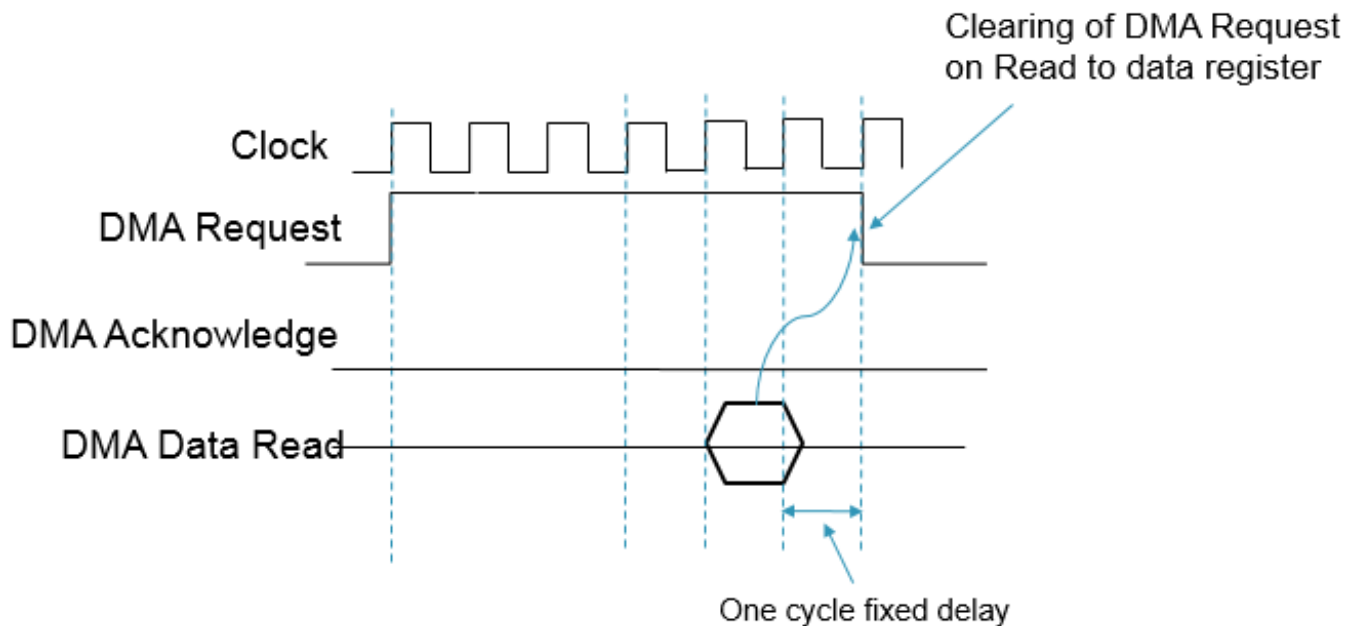 Clearing of DMA Request
on Read to data register
Clock
DMA Request
DMA Acknowledge
DMA Data Read
One cycle fixed delay